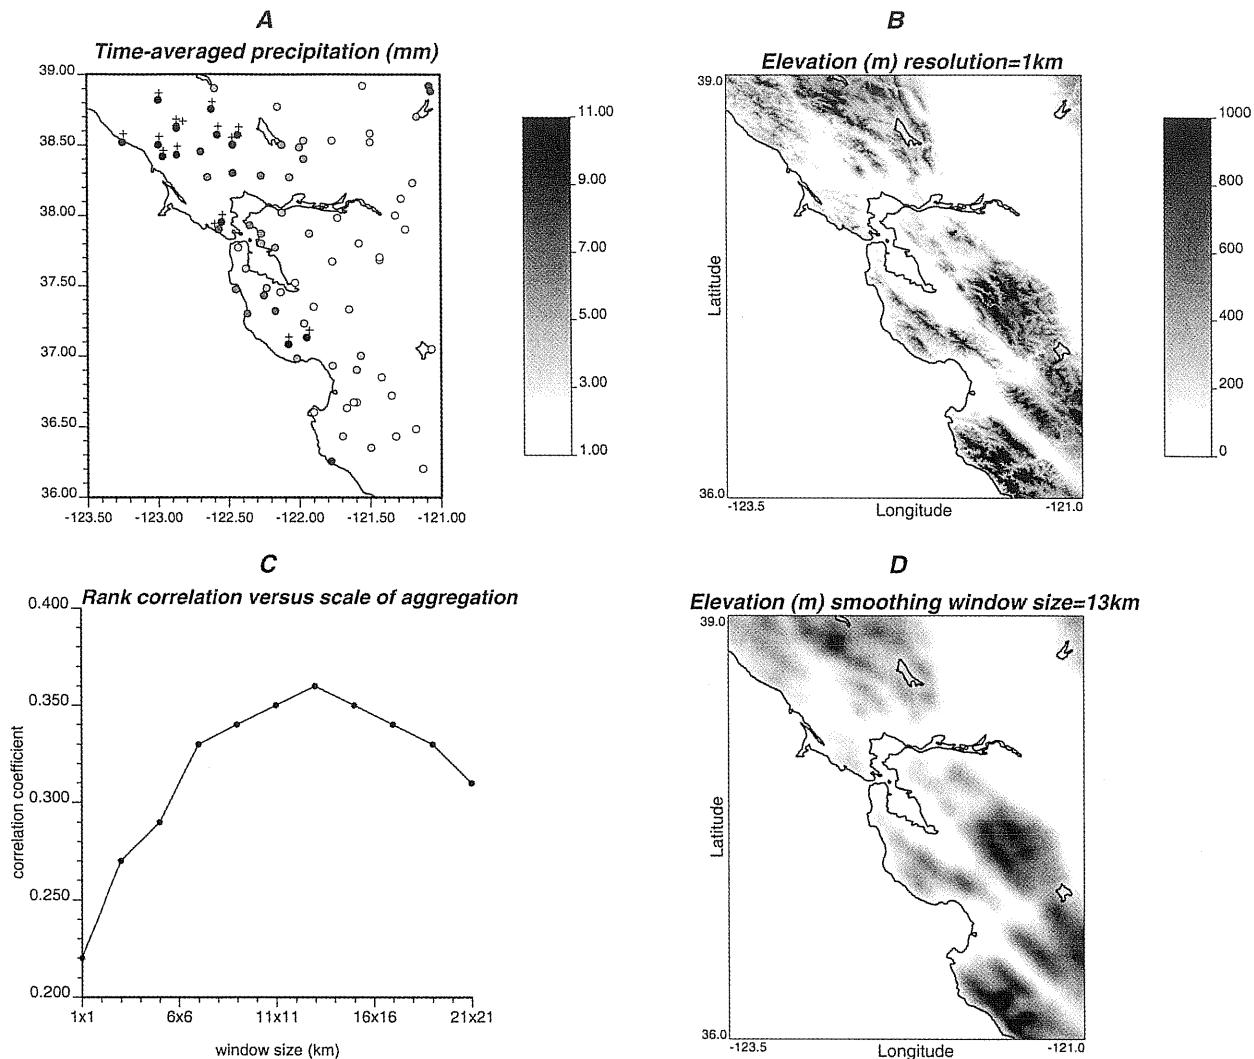 A
Time-averaged precipitation (mm)
39.00
38.50
38.00
37.50
37.00
36.50
36.00
-123.50 -123.00 -122.50 -122.00 -121.50 -121.00
11.00
9.00
7.00
5.00
3.00
1.00
B
Elevation (m) resolution=1km
39.0
Latitude
36.0
-123.5 Longitude -121.0
1000
800
600
400
200
0
C
Rank correlation versus scale of aggregation
0.400
0.350
0.300
0.250
0.200
correlation coefficient
1x1 6x6 11x11 16x16 21x21
window size (km)
D
Elevation (m) smoothing window size=13km
39.0
Latitude
36.0
-123.5 Longitude -121.0